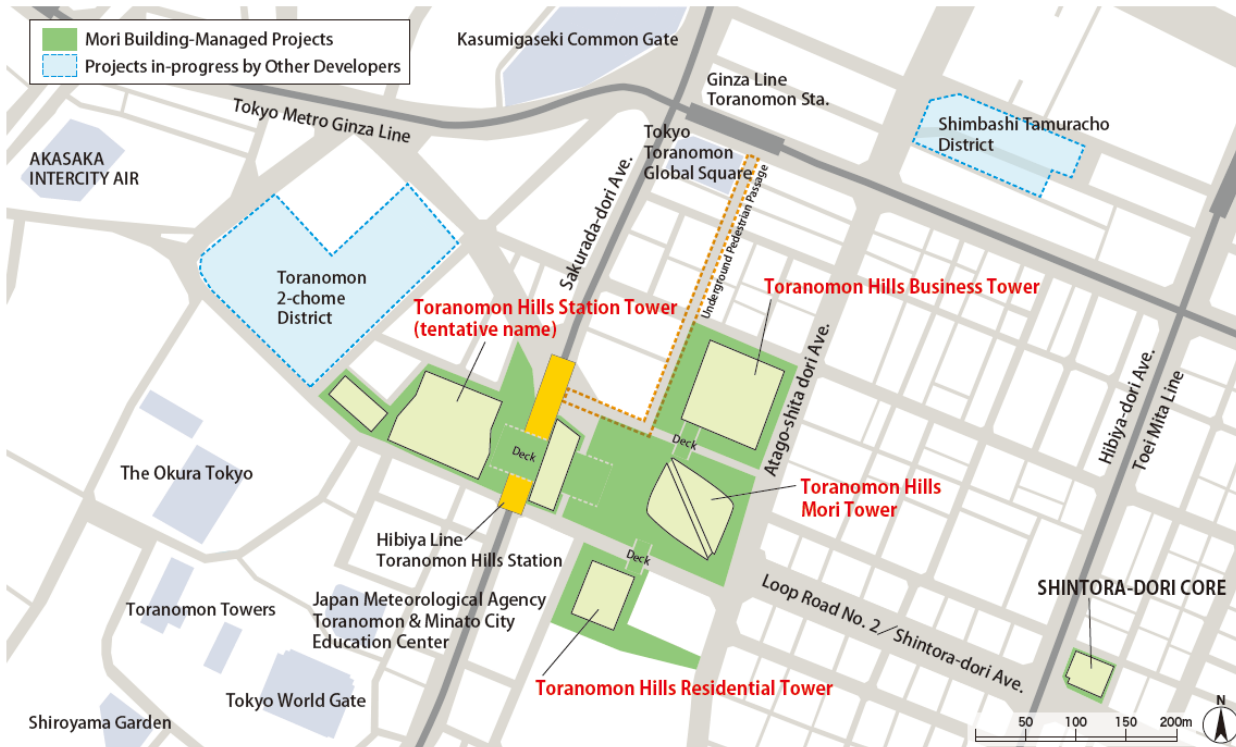 Mori Building-Managed Projects
Projects in-progress by Other Developers
Kasumigaseki Common Gate
Ginza Line
Toranomon Sta.
Tokyo Metro Ginza Line
Tokyo
Toranomon
Global Square
Shimbashi Tamuracho
District
AKASAKA
INTERCITY AIR
Sakurada-dori Ave.
Underground Pedestrian Passage
Toranomon
2-chome
District
Toranomon Hills Station Tower
(tentative name)
Toranomon Hills Business Tower
Atago-shita dori Ave.
Hibiya-dori Ave.
Toei Mita Line
Deck
Deck
The Okura Tokyo
Toranomon Hills
Mori Tower
Hibiya Line
Toranomon Hills Station
Deck
Loop Road No. 2／Shintora-dori Ave.
SHINTORA-DORI CORE
Toranomon Towers
Japan Meteorological Agency
Toranomon & Minato City
Education Center
Toranomon Hills Residential Tower
Tokyo World Gate
Shiroyama Garden
50 100 150 200m
N